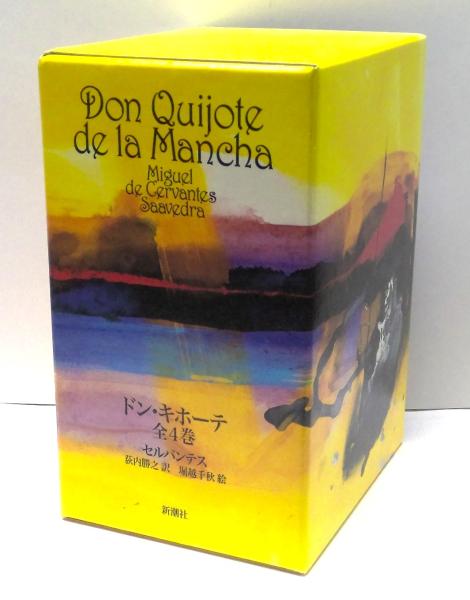 Don Quijote
de la Mancha
Miguel
de Cervantes
Saavedra
ドン・キホーテ
全4巻
セルバンテス
荻内勝之 訳　堀越千秋 絵
新潮社